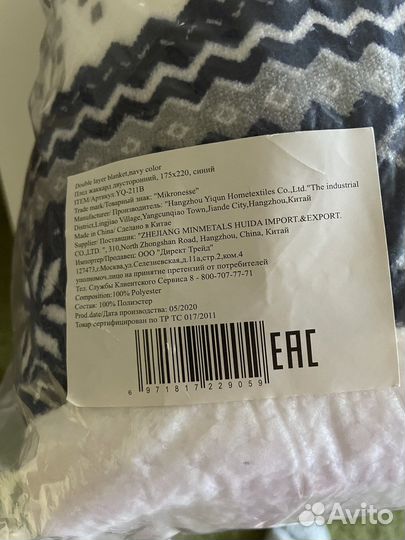 Double layer blanket,navy color
Плед жаккард двусторонний, 175x220, синий
ITEM/Артикул:YQ-211B
Trade mark/Товарный знак: "Mikronesse"
Manufacturer/Производитель: "Hangzhou Yiqun Hometextiles Co.,Ltd."The industrial
District,Lingjiao Village,Yangcunqiao Town,Jiande City,Hangzhou,Китай
Made in China/ Сделано в Китае
Supplier/ Поставщик: "ZHEJIANG MINMETALS HUIDA IMPORT.&EXPORT.
CO.,LTD. ", 310,North Zhongshan Road, Hangzhou, China, Китай
Импортер/Продавец: ООО "Директ Трейд"
127473,г.Москва,ул.Селезневская,д.11а,стр.2,ком.4
уполномоч.лицо на принятие претензий от потребителей
Тел. Службы Клиентского Сервиса 8 - 800-707-77-71
Composition:100% Polyester
Состав: 100% Полиэстер
Prod.date/Дата производства: 05/2020
Товар сертифицирован по ТР ТС 017/2011
EAC
6 971817 229059
Avito